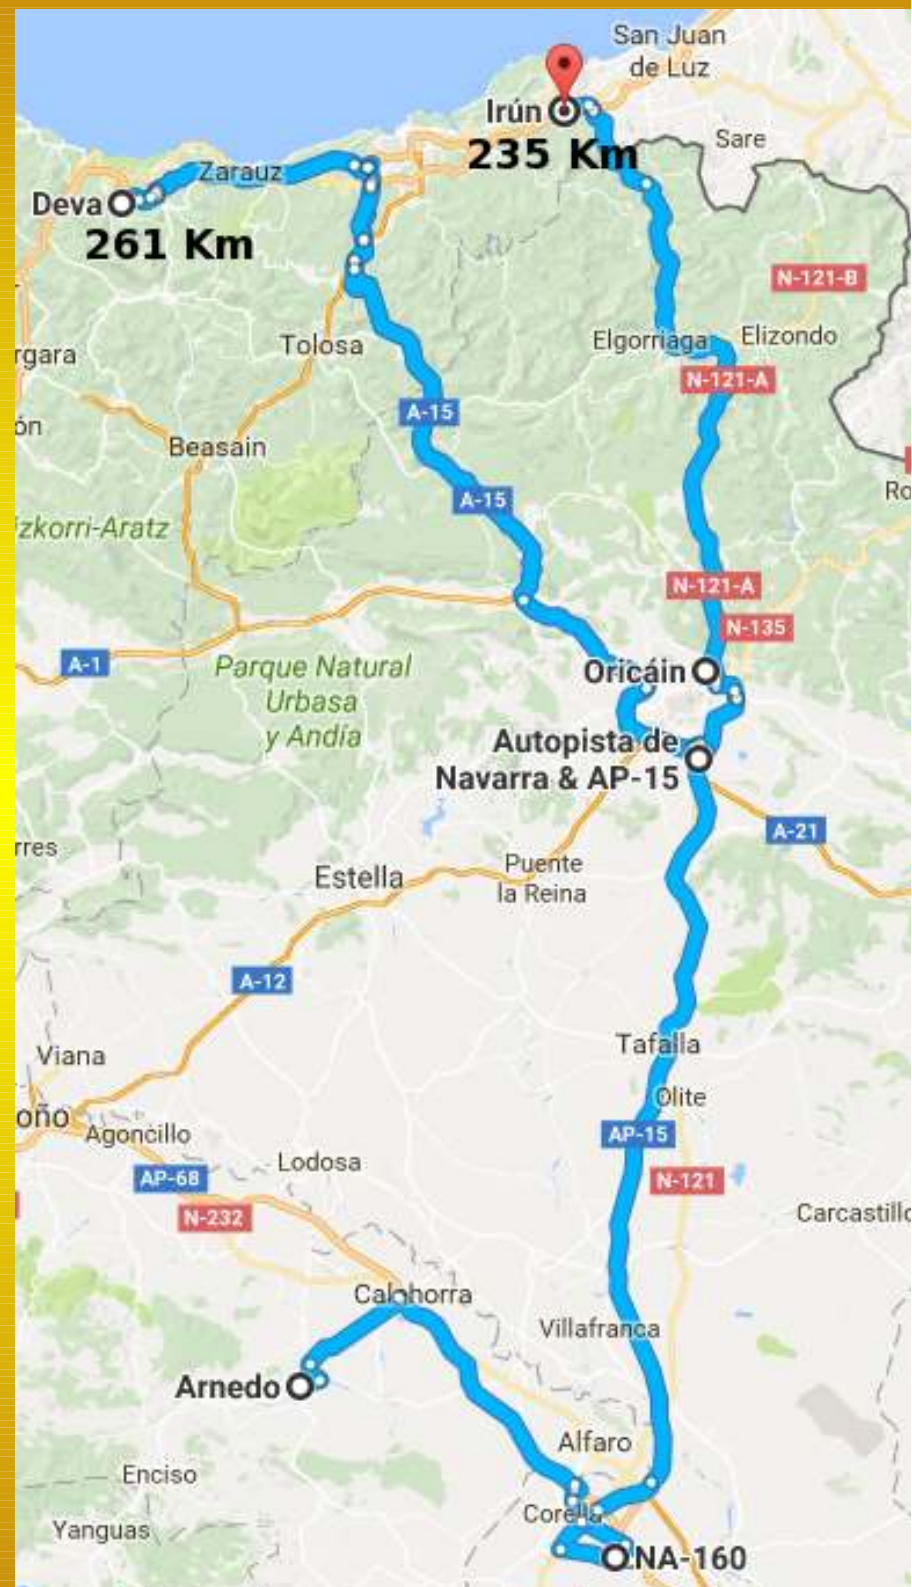 San Juan
de Luz
Irún
235 Km
Sare
Zarauz
Deva
261 Km
N-121-B
Tolosa
Elgorriaga
Elizondo
rgara
N-121-A
A-15
ón
Beasain
A-15
Ro
Izkorri-Aratz
N-121-A
N-135
A-1
Parque Natural
Urbasa
y Andía
Oricáin
Autopista de
Navarra & AP-15
A-21
rres
Puente
la Reina
Estella
A-12
Tafalla
Viana
Olite
oño
Agoncillo
AP-15
Lodosa
AP-68
N-121
N-232
Carcastillo
Calahorra
Villafranca
Arnedo
Alfaro
Enciso
Corella
Yanguas
NA-160